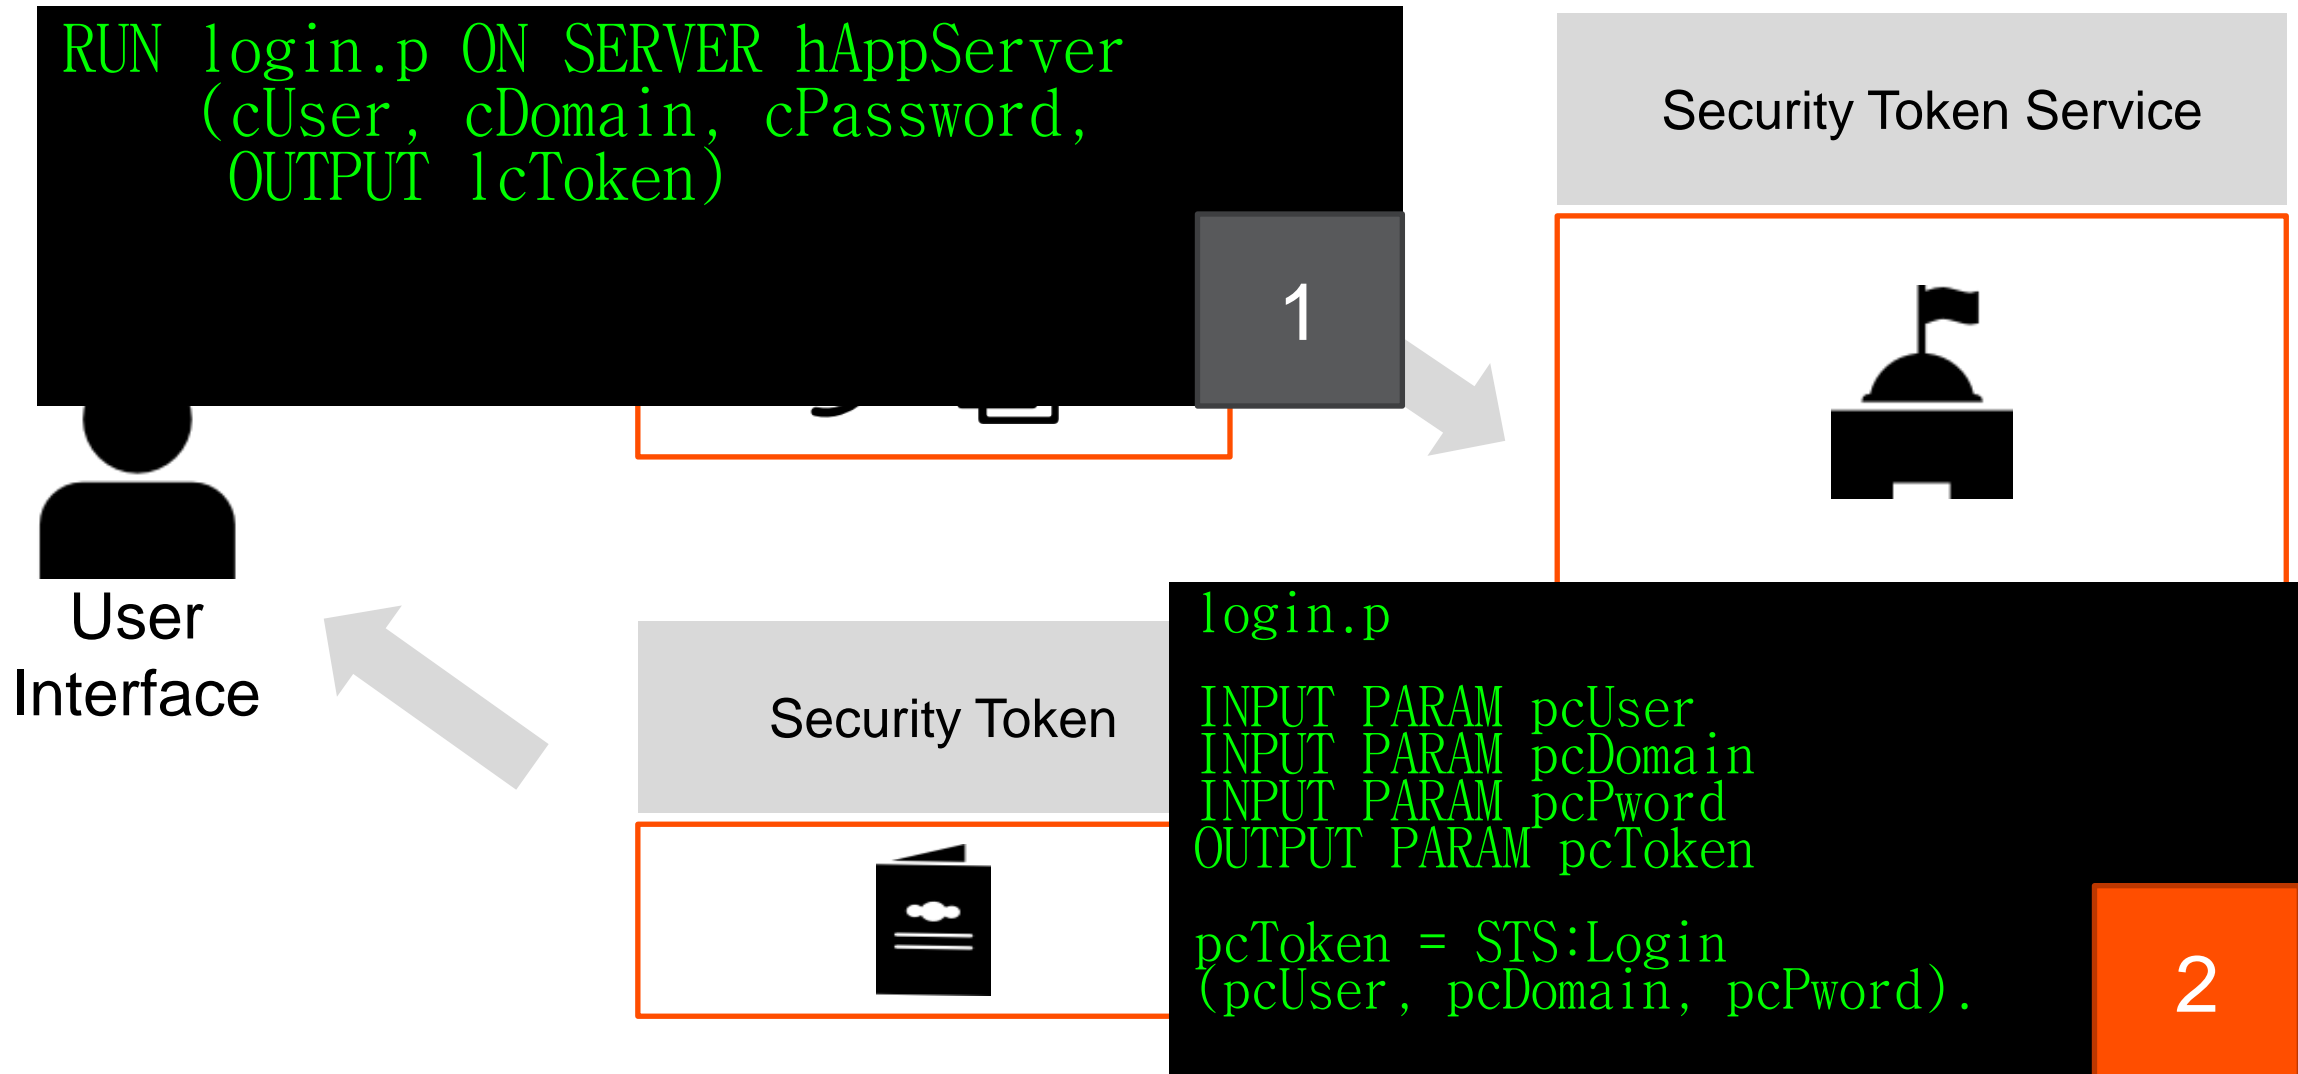 RUN login.p ON SERVER hAppServer
(cUser, cDomain, cPassword,
OUTPUT lcToken)
1
Security Token Service
User
Interface
Security Token
login.p
INPUT PARAM pcUser
INPUT PARAM pcDomain
INPUT PARAM pcPword
OUTPUT PARAM pcToken
pcToken = STS:Login
(pcUser, pcDomain, pcPword).
2